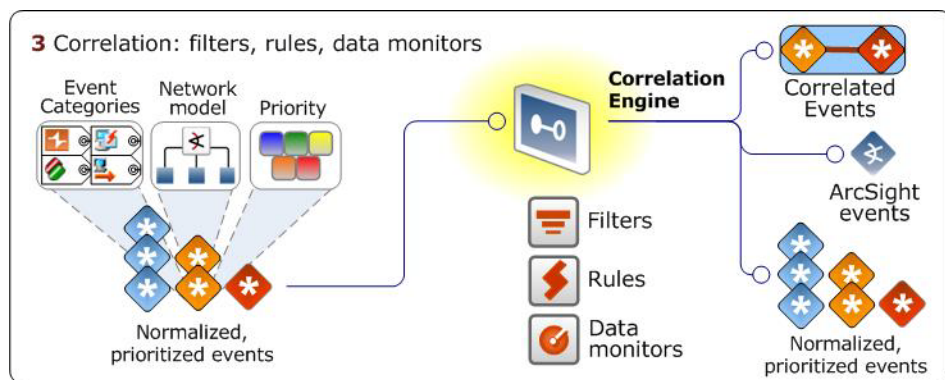 3 Correlation: filters, rules, data monitors
Event
Categories
Network
model
Priority
Normalized,
prioritized events
Correlation
Engine
Filters
Rules
Data
monitors
Correlated
Events
ArcSight
events
Normalized,
prioritized events